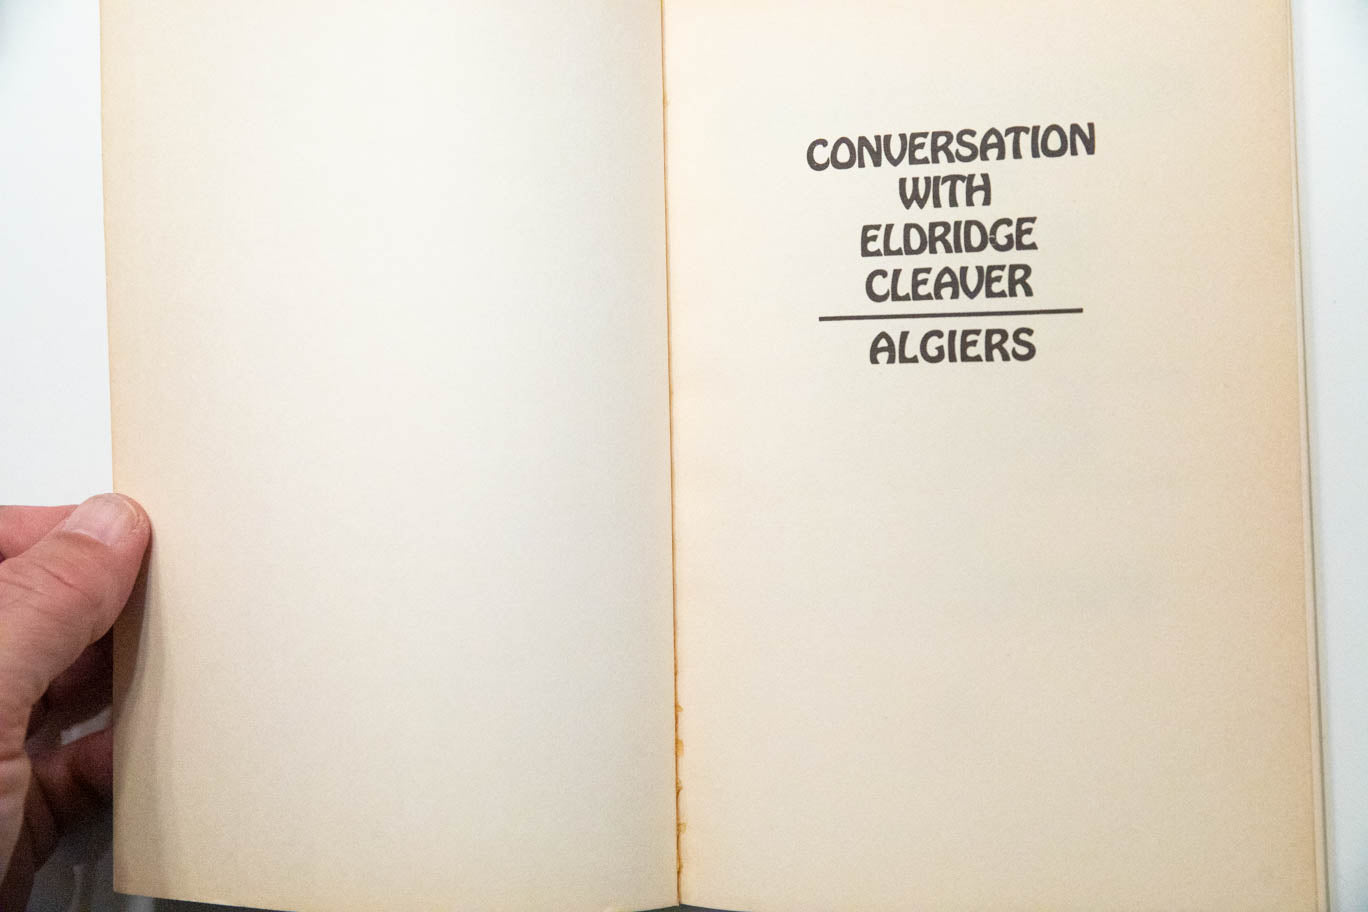 CONVERSATION
WITH
ELDRIDGE
CLEAVER
ALGIERS